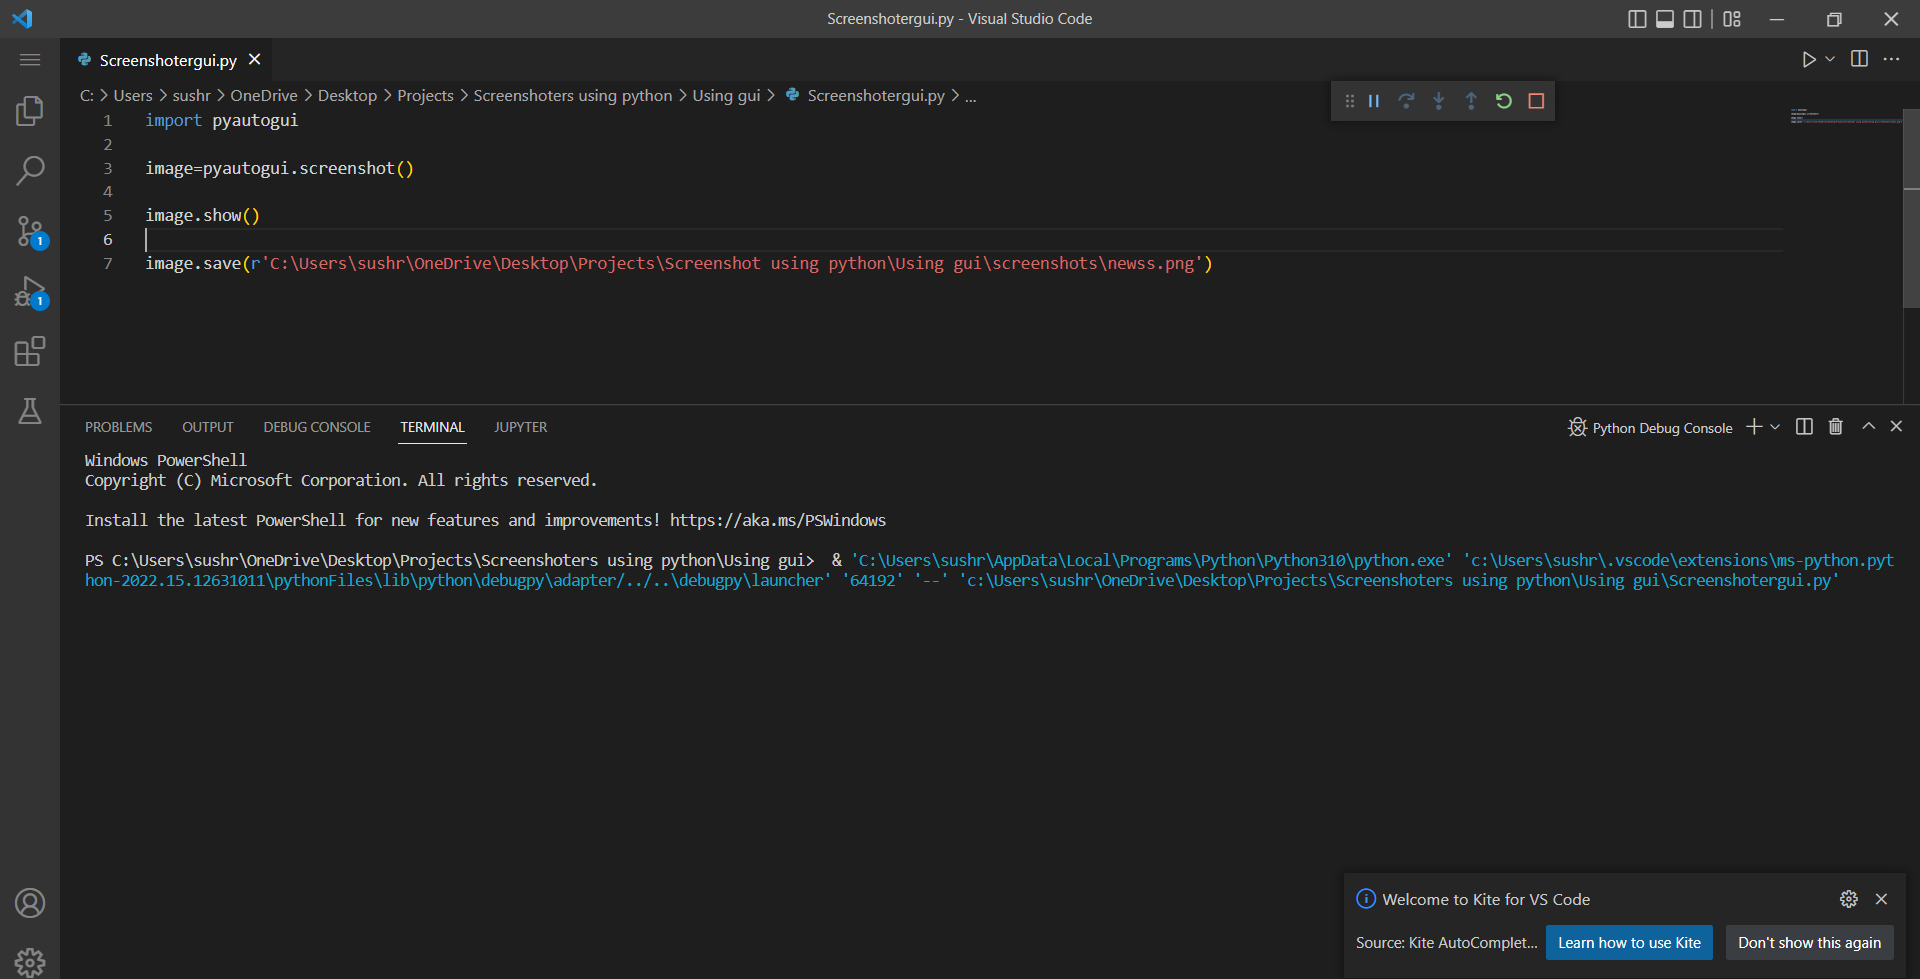 Screenshotergui.py - Visual Studio Code
Screenshotergui.py
C: > Users > sushr > OneDrive > Desktop > Projects > Screenshoters using python > Using gui > Screenshotergui.py > ...
1 import pyautogui
2
3 image=pyautogui.screenshot()
4
5 image.show()
6
7 image.save(r'C:\Users\sushr\OneDrive\Desktop\Projects\Screenshot using python\Using gui\screenshots\newss.png')
1
1
PROBLEMS OUTPUT DEBUG CONSOLE TERMINAL JUPYTER Python Debug Console
Windows PowerShell
Copyright (C) Microsoft Corporation. All rights reserved.
Install the latest PowerShell for new features and improvements! https://aka.ms/PSWindows
PS C:\Users\sushr\OneDrive\Desktop\Projects\Screenshoters using python\Using gui>  & 'C:\Users\sushr\AppData\Local\Programs\Python\Python310\python.exe' 'c:\Users\sushr\.vscode\extensions\ms-python.pyt
hon-2022.15.12631011\pythonFiles\lib\python\debugpy\adapter/../..\debugpy\launcher' '64192' '--' 'c:\Users\sushr\OneDrive\Desktop\Projects\Screenshoters using python\Using gui\Screenshotergui.py'
Welcome to Kite for VS Code
Source: Kite AutoComplet... Learn how to use Kite Don't show this again